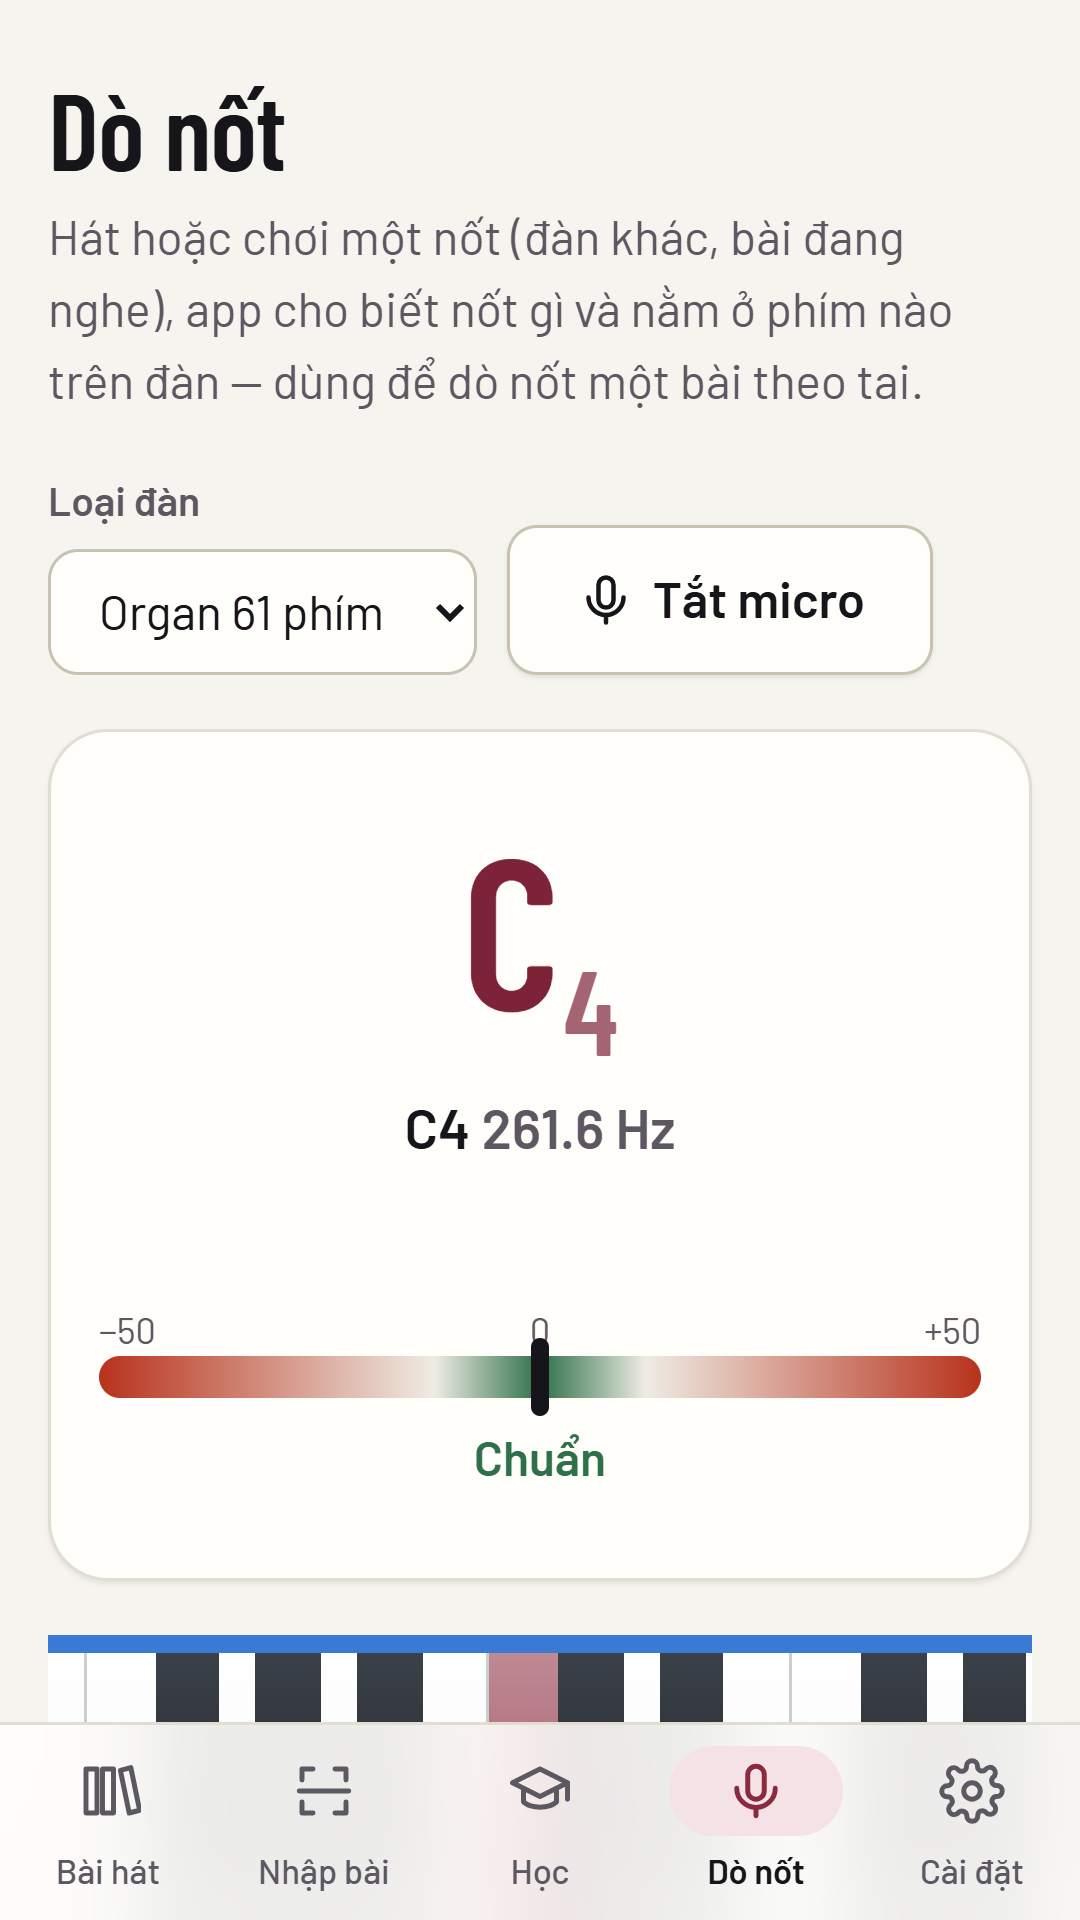 Dò nốt
Hát hoặc chơi một nốt (đàn khác, bài đang
nghe), app cho biết nốt gì và nằm ở phím nào
trên đàn — dùng để dò nốt một bài theo tai.
Loại đàn
Organ 61 phím
Tắt micro
C4
C4 261.6 Hz
−50
0
+50
Chuẩn
Bài hát
Nhập bài
Học
Dò nốt
Cài đặt